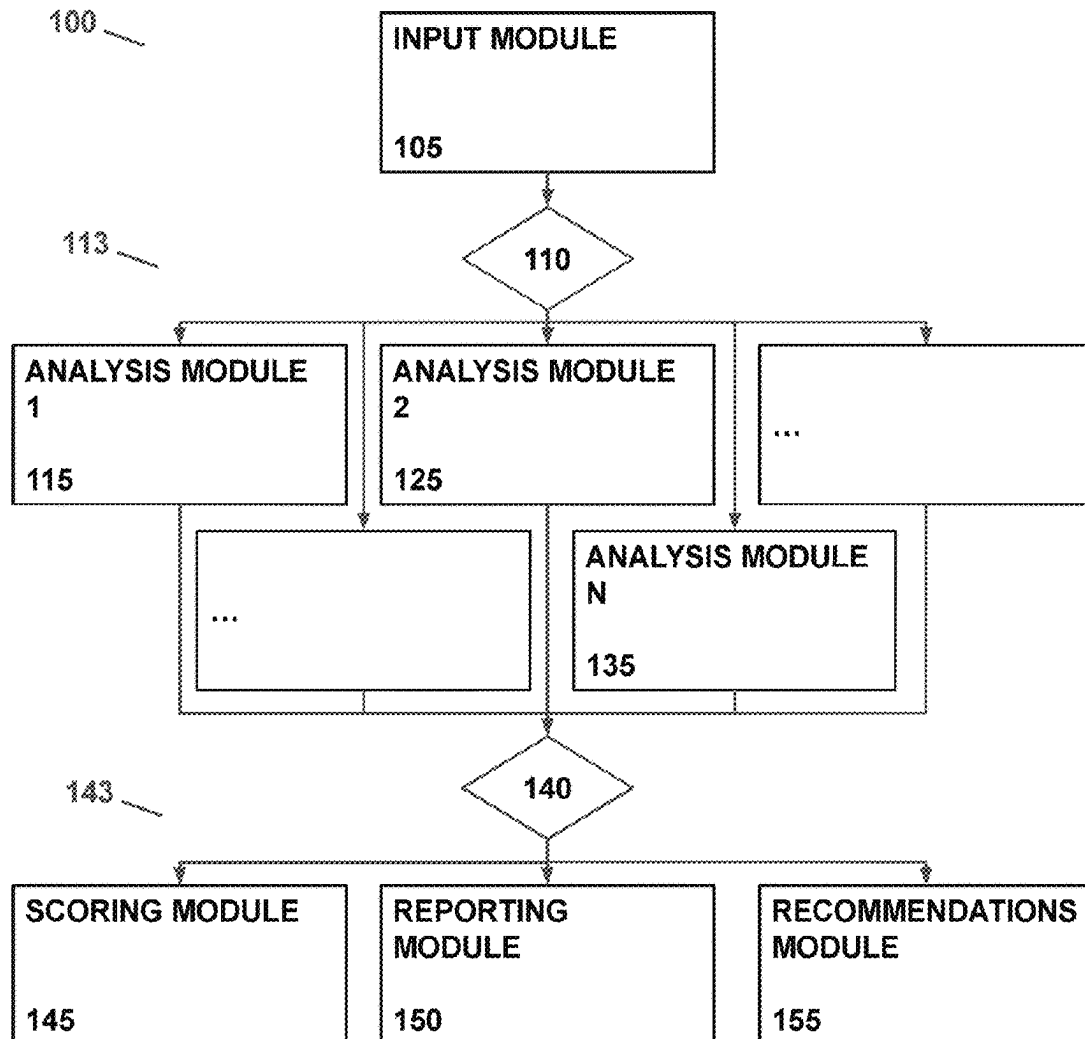 100
INPUT MODULE
105
113
110
ANALYSIS MODULE
1
115
ANALYSIS MODULE
2
125
...
...
ANALYSIS MODULE
N
135
143
140
SCORING MODULE
145
REPORTING
MODULE
150
RECOMMENDATIONS
MODULE
155